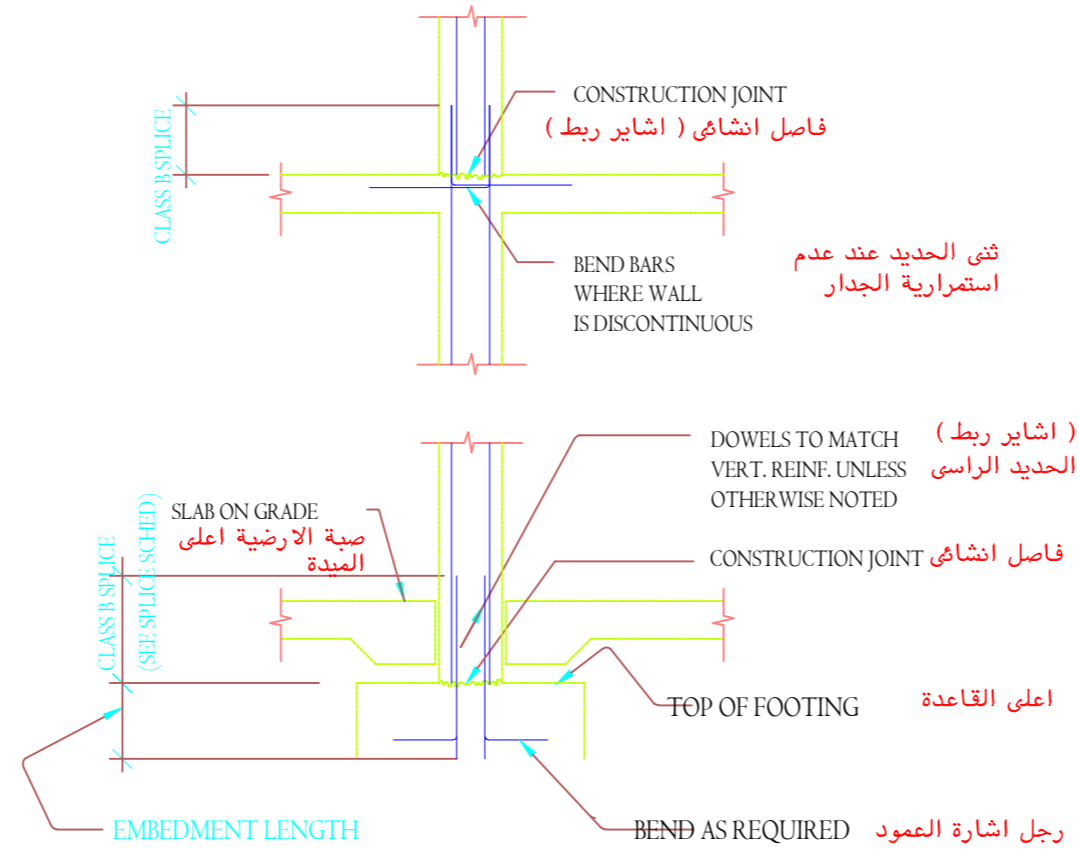 CONSTRUCTION JOINT
فاصل انشائى ( اشاير ربط )
CLASS B SPLICE
BEND BARS
WHERE WALL
IS DISCONTINUOUS
ثنى الحديد عند عدم
استمرارية الجدار
DOWELS TO MATCH
VERT. REINF. UNLESS
OTHERWISE NOTED
( اشاير ربط )
الحديد الراسى
SLAB ON GRADE
صبة الارضية اعلى
الميدة
CLASS B SPLICE
(SEE SPLICE SCHED)
CONSTRUCTION JOINT
فاصل انشائى
TOP OF FOOTING
اعلى القاعدة
EMBEDMENT LENGTH
BEND AS REQUIRED
رجل اشارة العمود